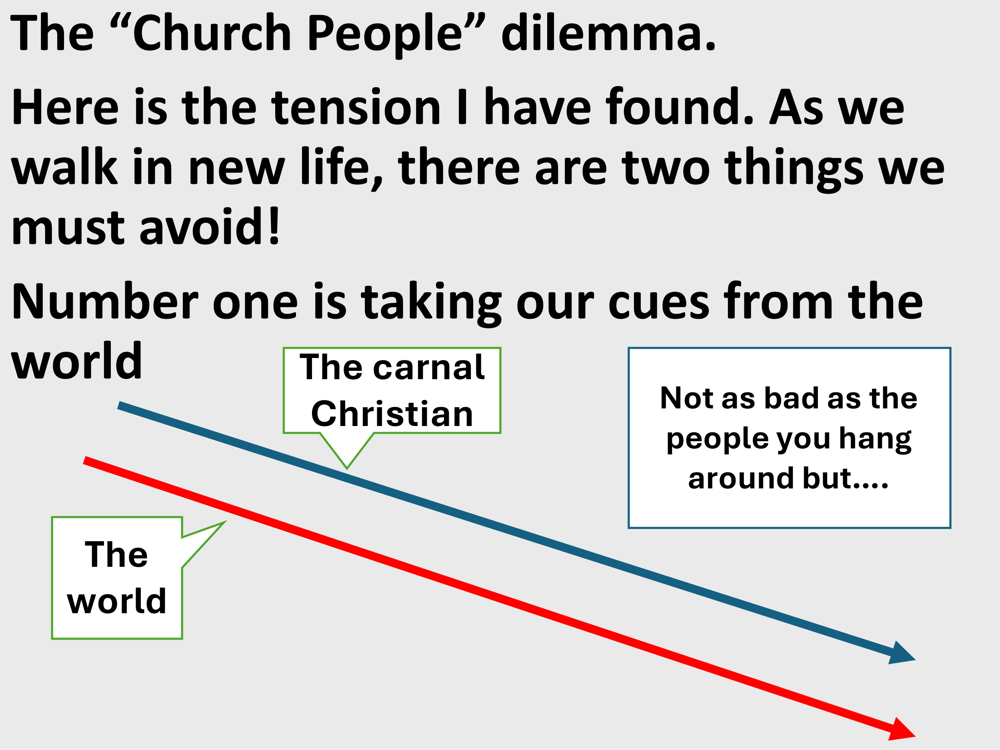 The “Church People” dilemma.
Here is the tension I have found. As we
walk in new life, there are two things we
must avoid!
Number one is taking our cues from the
world
The carnal
Christian
Not as bad as the
people you hang
around but....
The
world